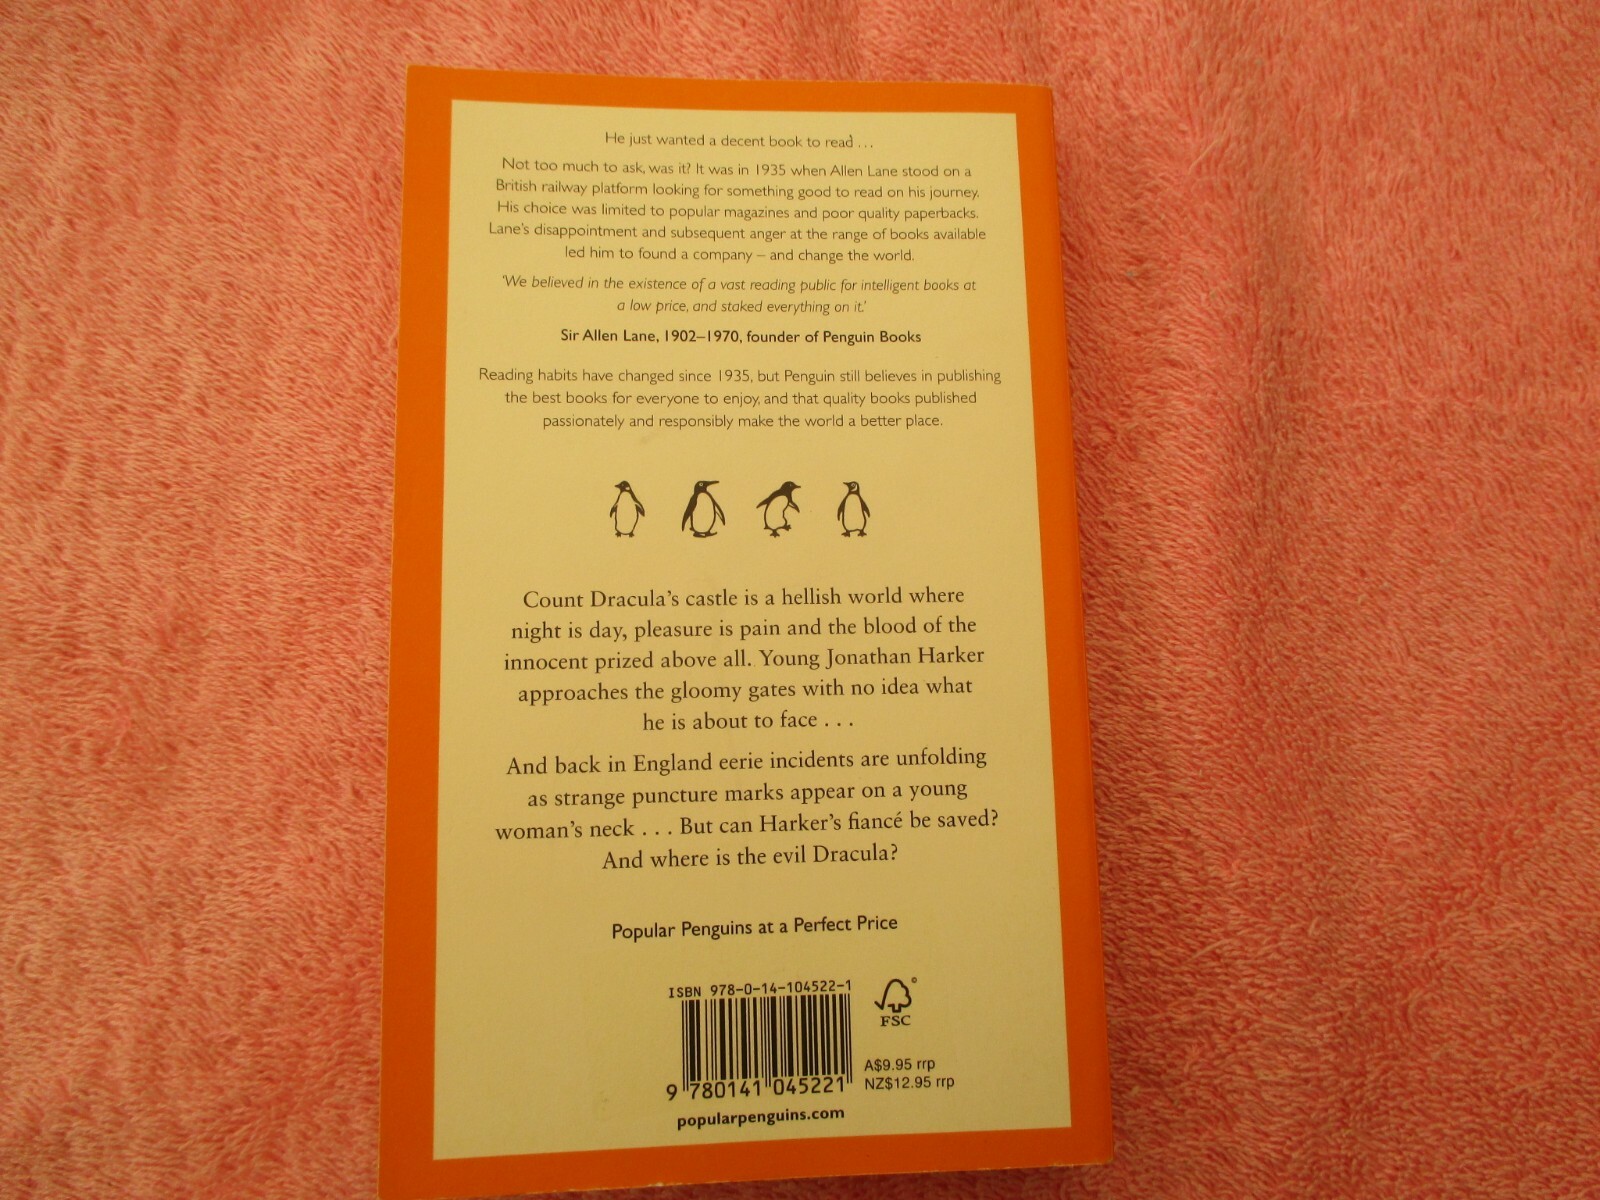 He just wanted a decent book to read . . .
Not too much to ask, was it? It was in 1935 when Allen Lane stood on a
British railway platform looking for something good to read on his journey.
His choice was limited to popular magazines and poor quality paperbacks.
Lane's disappointment and subsequent anger at the range of books available
led him to found a company – and change the world.
'We believed in the existence of a vast reading public for intelligent books at
a low price, and staked everything on it.'
Sir Allen Lane, 1902–1970, founder of Penguin Books
Reading habits have changed since 1935, but Penguin still believes in publishing
the best books for everyone to enjoy, and that quality books published
passionately and responsibly make the world a better place.
Count Dracula's castle is a hellish world where
night is day, pleasure is pain and the blood of the
innocent prized above all. Young Jonathan Harker
approaches the gloomy gates with no idea what
he is about to face . . .
And back in England eerie incidents are unfolding
as strange puncture marks appear on a young
woman's neck . . . But can Harker's fiancé be saved?
And where is the evil Dracula?
Popular Penguins at a Perfect Price
ISBN 978-0-14-104522-1
©
FSC
A$9.95 rrp
NZ$12.95 rrp
9 780141 045221
popularpenguins.com